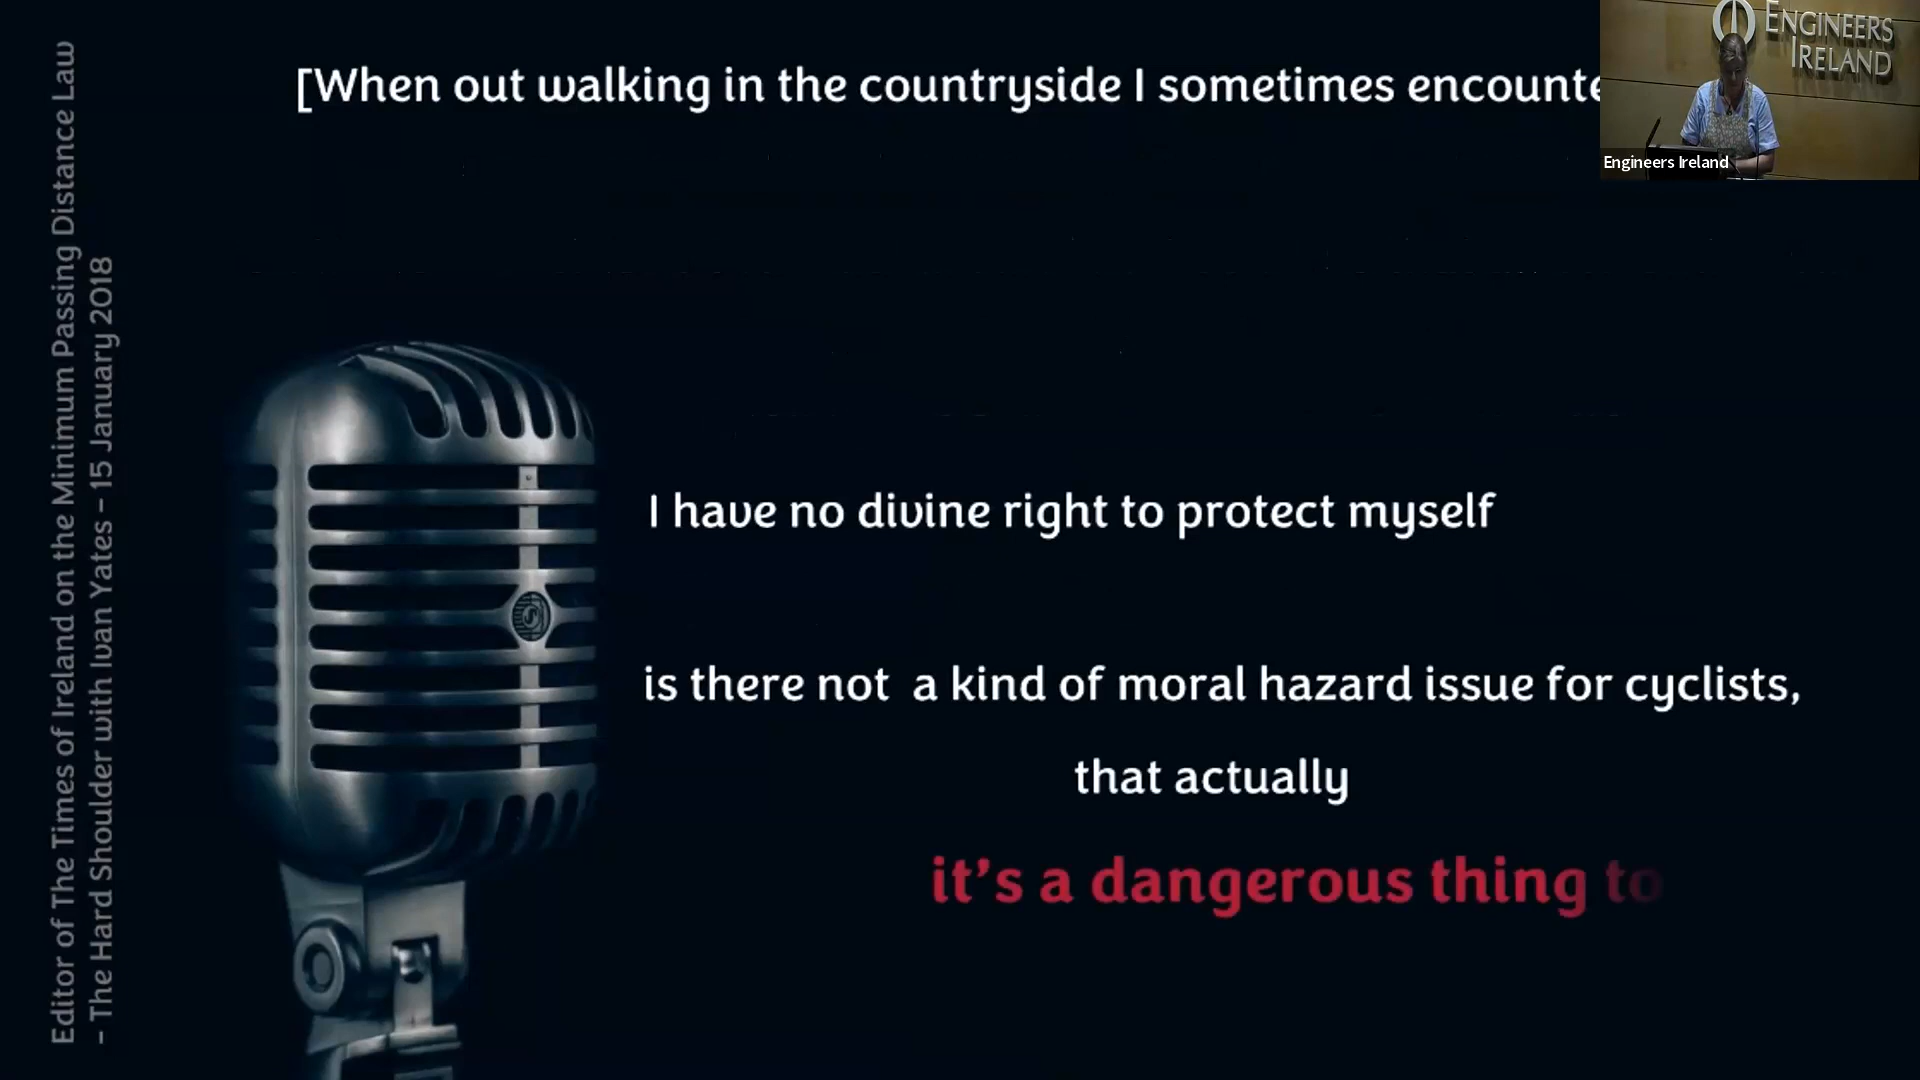 Editor of The Times of Ireland on the Minimum Passing Distance Law
– The Hard Shoulder with Ivan Yates – 15 January 2018
[When out walking in the countryside I sometimes
ENGINEERS
IRELAND
Engineers Ireland
I have no divine right to protect myself
is there not a kind of moral hazard issue for cyclists,
that actually
it's a dangerous thing to